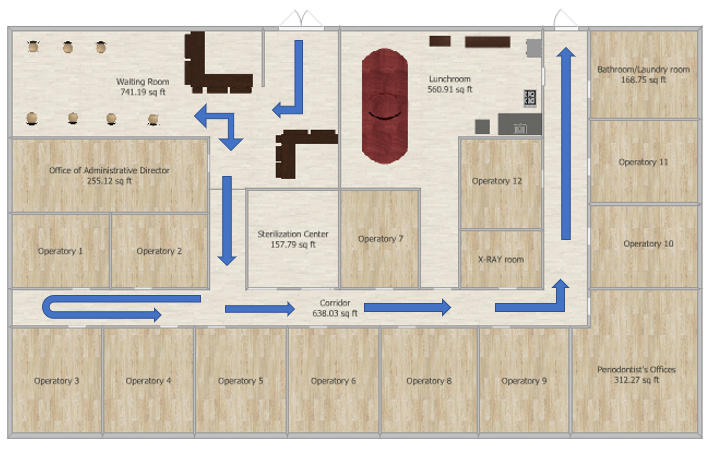 Waiting Room
741.19 sq ft
Lunchroom
560.91 sq ft
Bathroom/Laundry room
168.75 sq ft
Office of Administrative Director
255.12 sq ft
Operatory 12
Operatory 11
Operatory 1
Operatory 2
Sterilization Center
157.79 sq ft
Operatory 7
X-RAY room
Operatory 10
Corridor
638.03 sq ft
Operatory 3
Operatory 4
Operatory 5
Operatory 6
Operatory 8
Operatory 9
Periodontist's Offices
312.27 sq ft